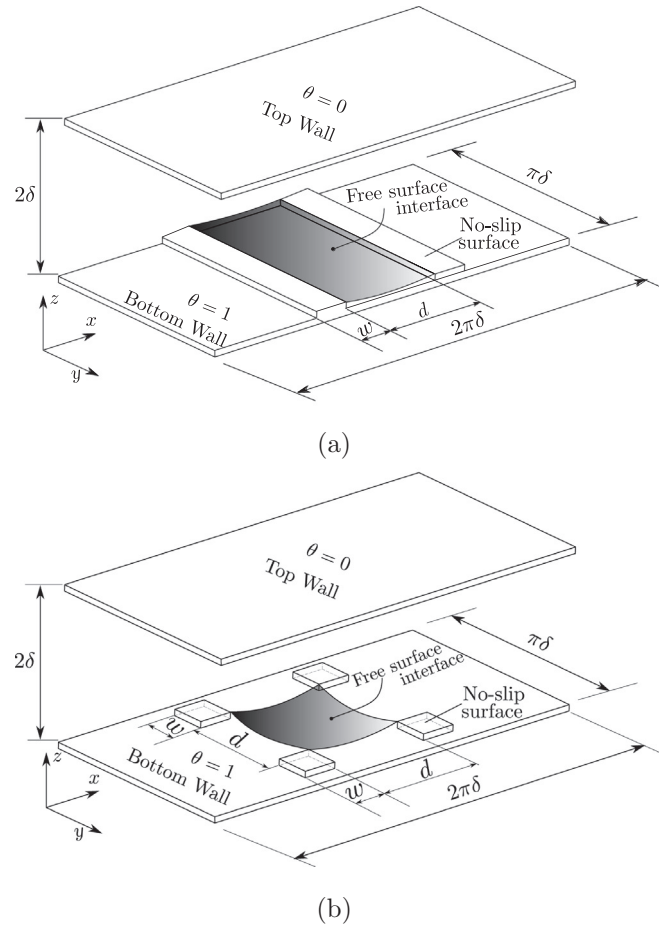 θ = 0
Top Wall
2δ
πδ
Free surface
interface
No-slip
surface
θ = 1
Bottom Wall
w
d
2πδ
z
x
y
(a)
θ = 0
Top Wall
2δ
πδ
Free surface
interface
No-slip
surface
w
d
θ = 1
Bottom Wall
w
d
2πδ
z
x
y
(b)